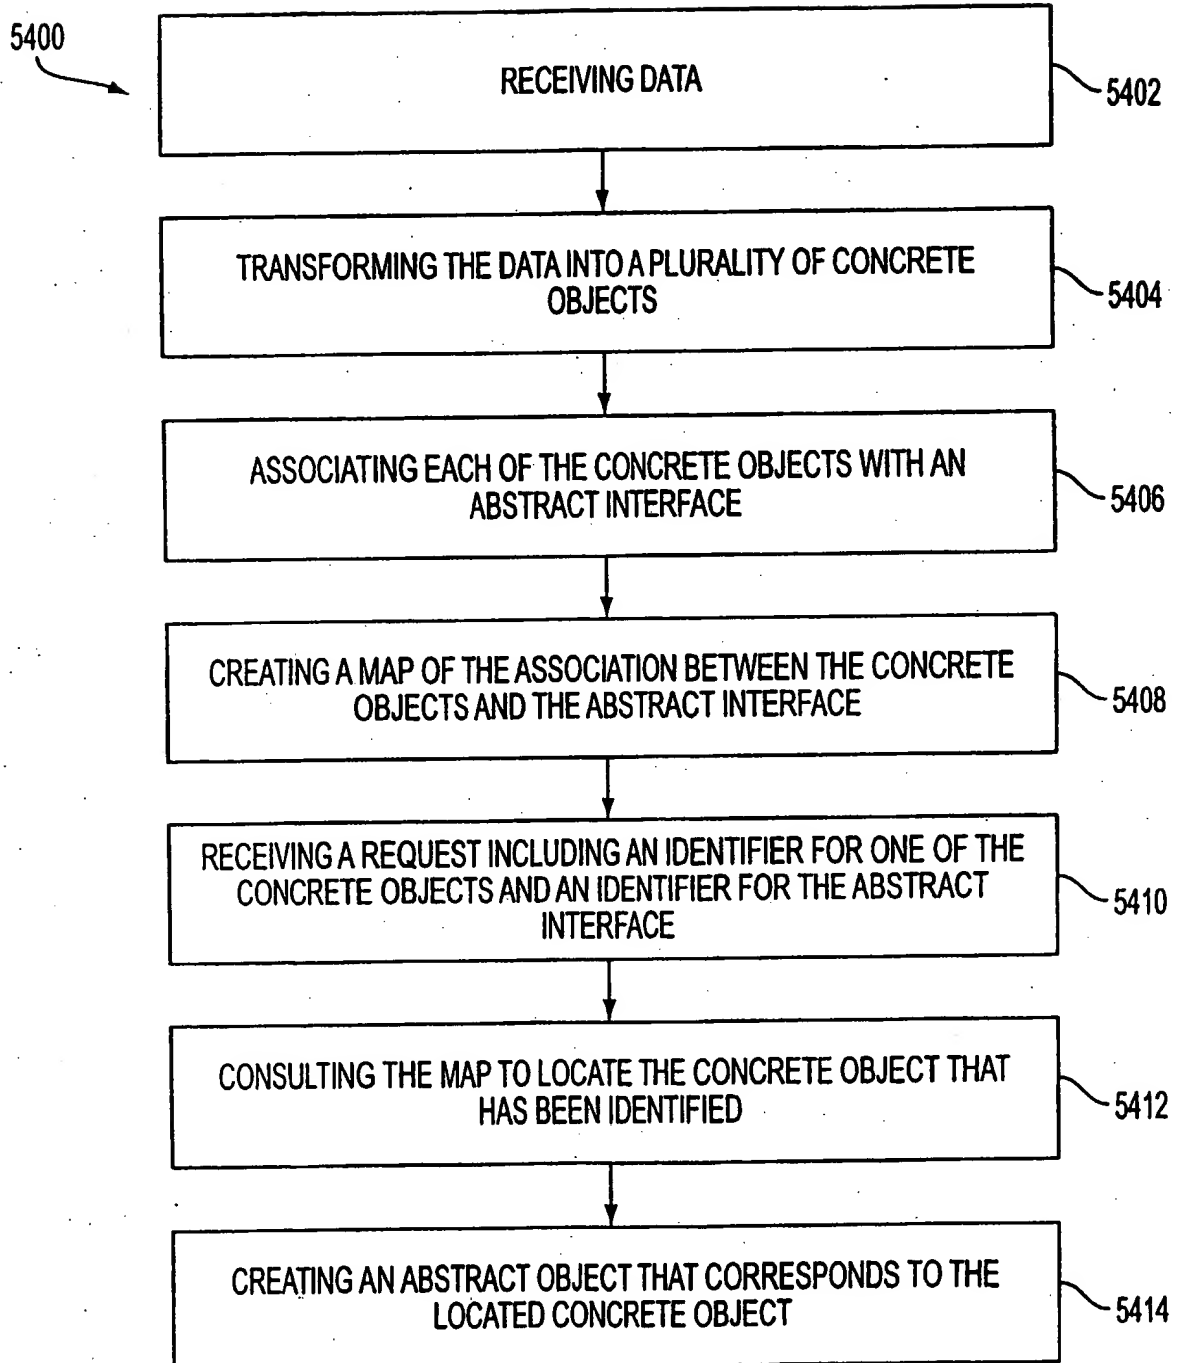 5400
RECEIVING DATA
5402
TRANSFORMING THE DATA INTO A PLURALITY OF CONCRETE
OBJECTS
5404
ASSOCIATING EACH OF THE CONCRETE OBJECTS WITH AN
ABSTRACT INTERFACE
5406
CREATING A MAP OF THE ASSOCIATION BETWEEN THE CONCRETE
OBJECTS AND THE ABSTRACT INTERFACE
5408
RECEIVING A REQUEST INCLUDING AN IDENTIFIER FOR ONE OF THE
CONCRETE OBJECTS AND AN IDENTIFIER FOR THE ABSTRACT
INTERFACE
5410
CONSULTING THE MAP TO LOCATE THE CONCRETE OBJECT THAT
HAS BEEN IDENTIFIED
5412
CREATING AN ABSTRACT OBJECT THAT CORRESPONDS TO THE
LOCATED CONCRETE OBJECT
5414